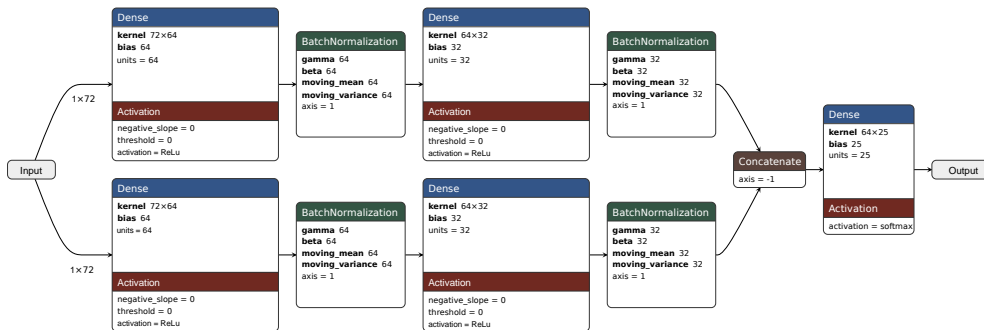 Dense
kernel 72×64
bias 64
units = 64
Activation
negative_slope = 0
threshold = 0
activation = ReLu
BatchNormalization
gamma 64
beta 64
moving_mean 64
moving_variance 64
axis = 1
Dense
kernel 64×32
bias 32
units = 32
Activation
negative_slope = 0
threshold = 0
activation = ReLu
BatchNormalization
gamma 32
beta 32
moving_mean 32
moving_variance 32
axis = 1
1×72
Input
1×72
Dense
kernel 72×64
bias 64
units = 64
Activation
negative_slope = 0
threshold = 0
activation = ReLu
BatchNormalization
gamma 64
beta 64
moving_mean 64
moving_variance 64
axis = 1
Dense
kernel 64×32
bias 32
units = 32
Activation
negative_slope = 0
threshold = 0
activation = ReLu
BatchNormalization
gamma 32
beta 32
moving_mean 32
moving_variance 32
axis = 1
Concatenate
axis = -1
Dense
kernel 64×25
bias 25
units = 25
Activation
activation = softmax
Output